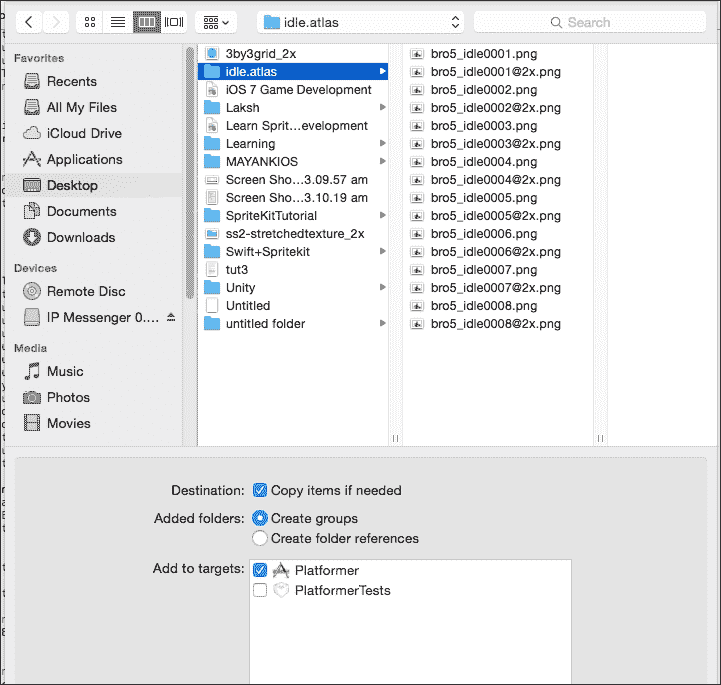 idle.atlas
Search
Favorites
Recents
All My Files
iCloud Drive
Applications
Desktop
Documents
Downloads
Devices
Remote Disc
IP Messenger 0....
Media
Music
Photos
Movies
3by3grid_2x
idle.atlas
iOS 7 Game Development
Laksh
Learn Sprit...evelopment
Learning
MAYANKIOS
Screen Sho...3.09.57 am
Screen Sho...3.10.19 am
SpriteKitTutorial
ss2-stretchedtexture_2x
Swift+Spritekit
tut3
Unity
Untitled
untitled folder
bro5_idle0001.png
bro5_idle0001@2x.png
bro5_idle0002.png
bro5_idle0002@2x.png
bro5_idle0003.png
bro5_idle0003@2x.png
bro5_idle0004.png
bro5_idle0004@2x.png
bro5_idle0005.png
bro5_idle0005@2x.png
bro5_idle0006.png
bro5_idle0006@2x.png
bro5_idle0007.png
bro5_idle0007@2x.png
bro5_idle0008.png
bro5_idle0008@2x.png
Destination: Copy items if needed
Added folders: Create groups
Create folder references
Add to targets: Platformer
PlatformerTests